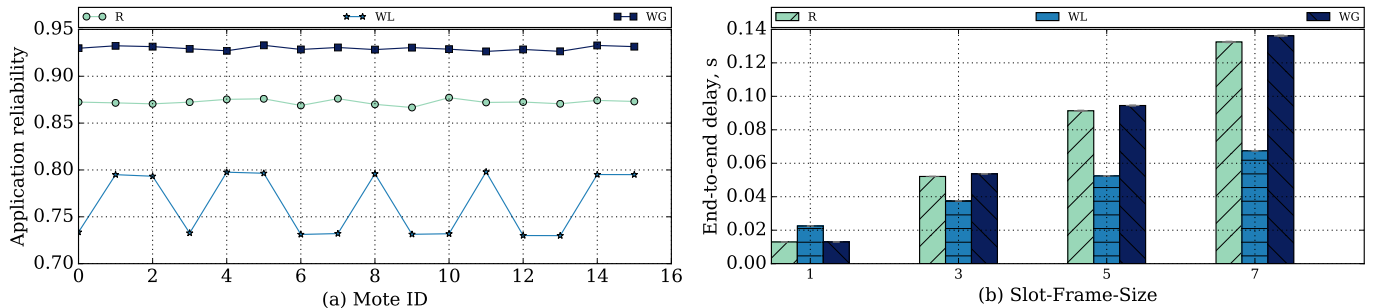 R WL WG
0.95
0.90
0.85
0.80
0.75
0.70
Application reliability
0 2 4 6 8 10 12 14 16
(a) Mote ID
R WL WG
0.14
0.12
0.10
0.08
0.06
0.04
0.02
0.00
End-to-end delay, s
1 3 5 7
(b) Slot-Frame-Size